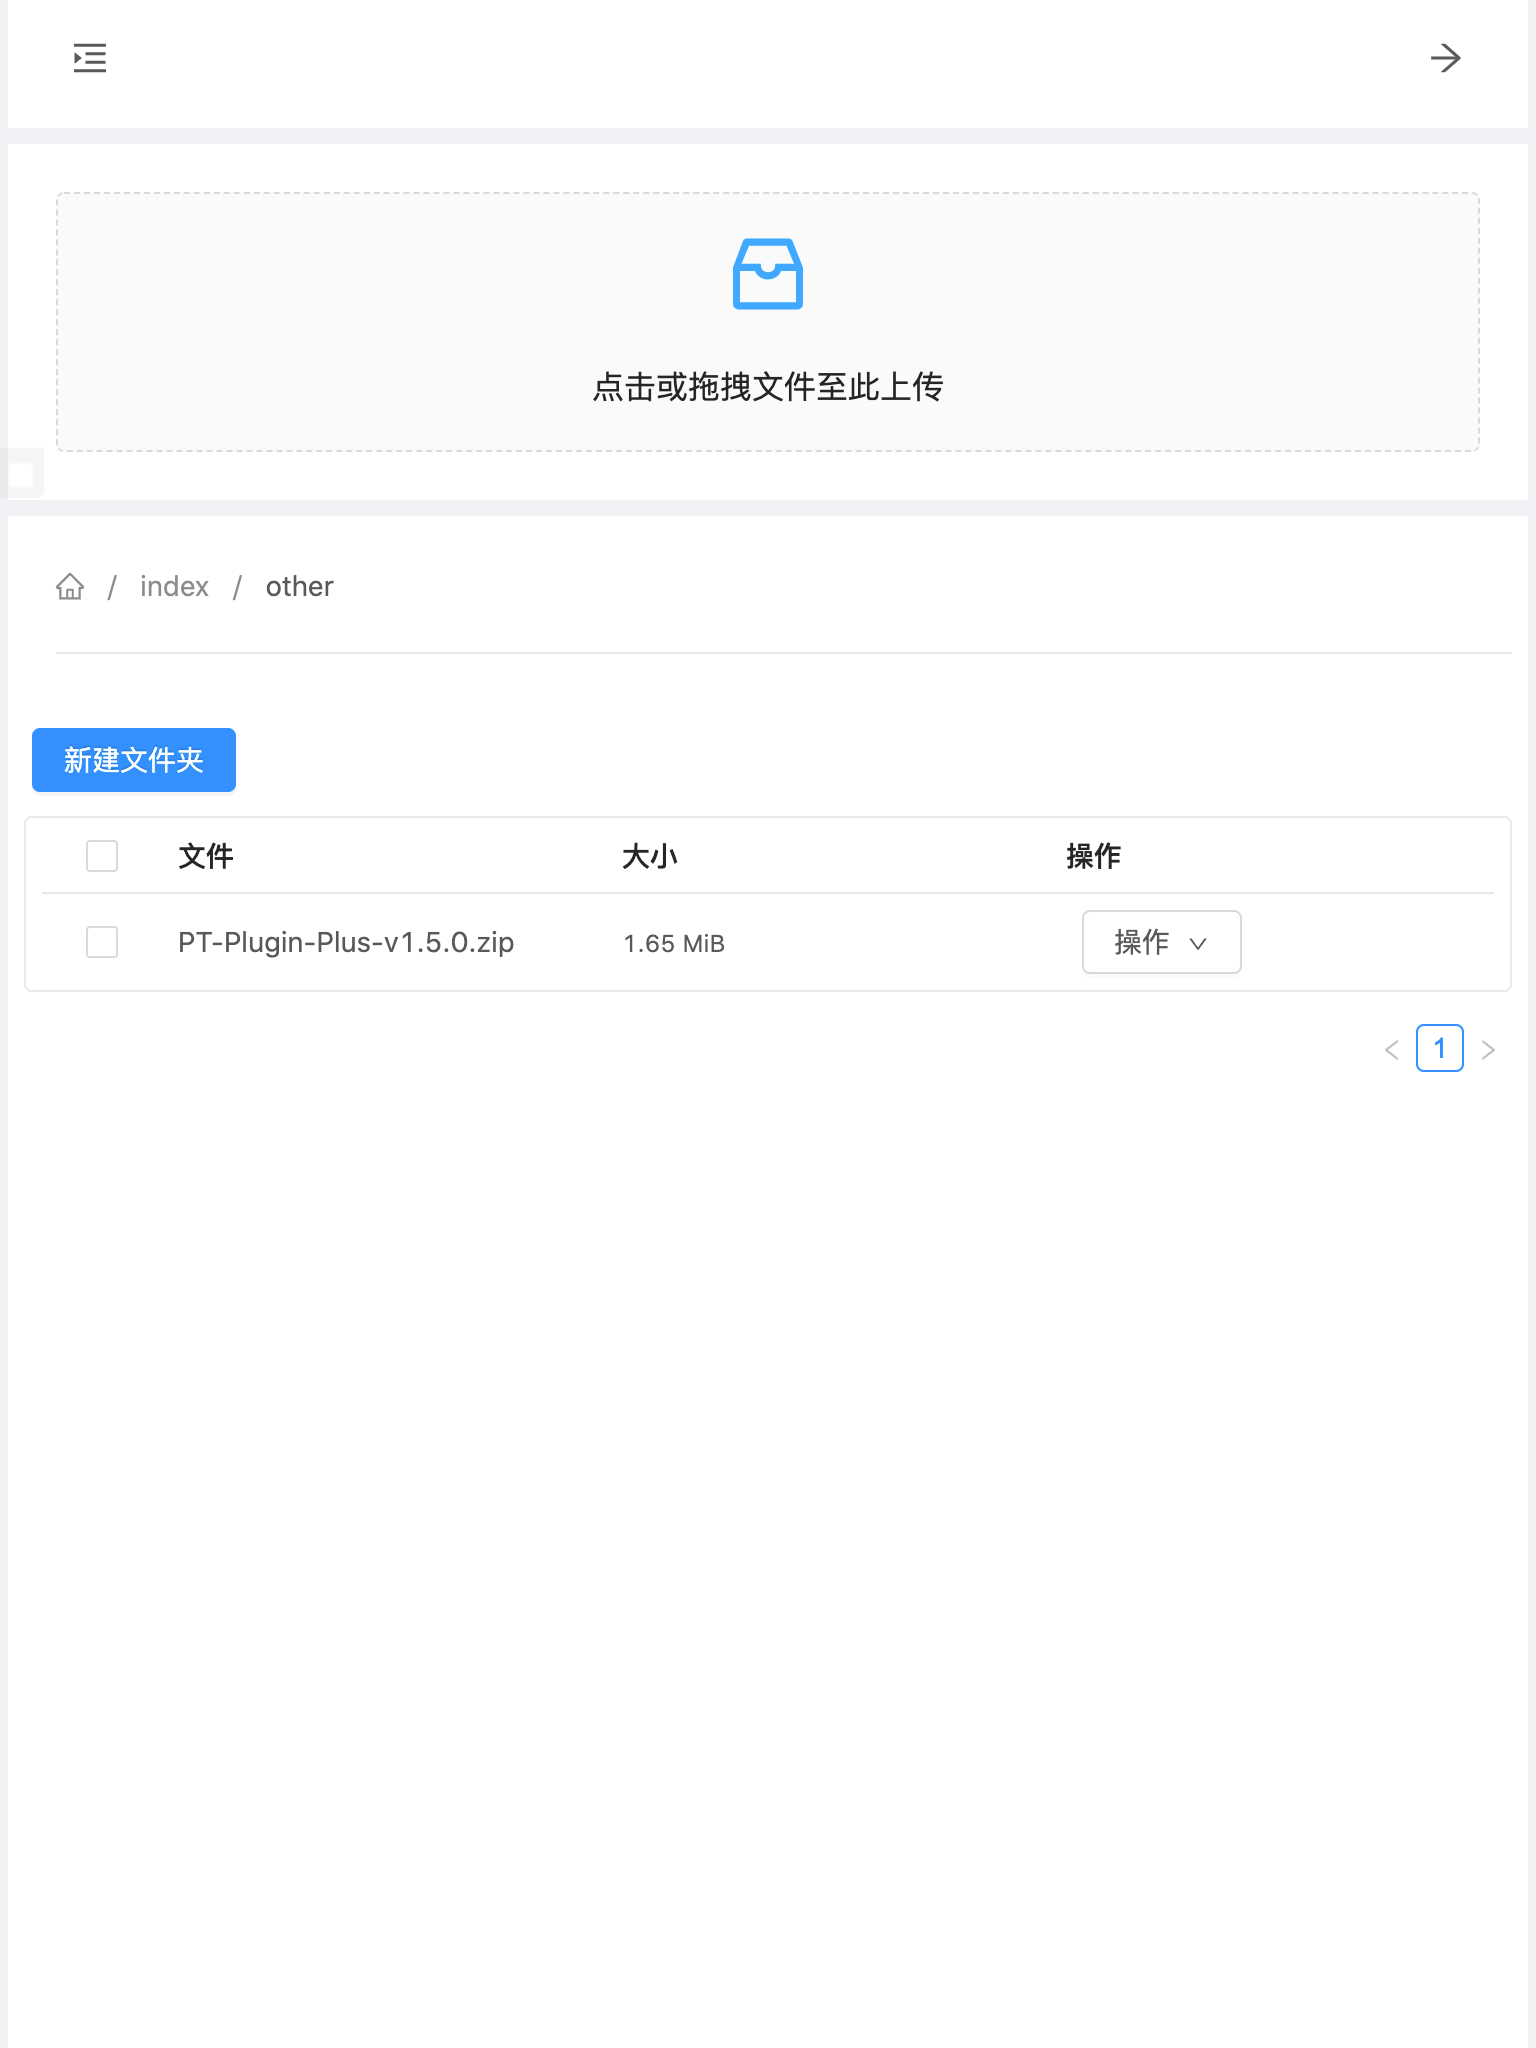 点击或拖拽文件至此上传
/ index / other
新建文件夹
文件 大小 操作
PT-Plugin-Plus-v1.5.0.zip 1.65 MiB 操作
1